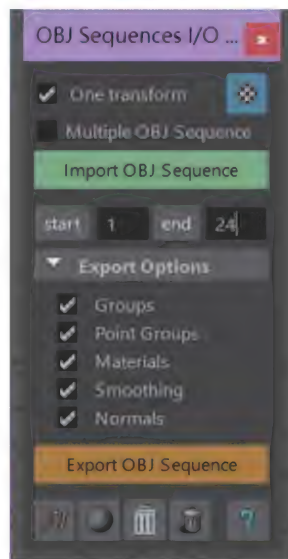 OBJ Sequences I/O ...
One transform
Multiple OBJ Sequence
Import OBJ Sequence
start 1 end 24
Export Options
Groups
Point Groups
Materials
Smoothing
Normals
Export OBJ Sequence